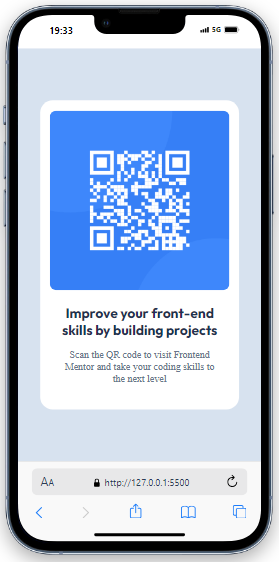 19:33
5G
Improve your front-end
skills by building projects
Scan the QR code to visit Frontend
Mentor and take your coding skills to
the next level
AA
http://127.0.0.1:5500